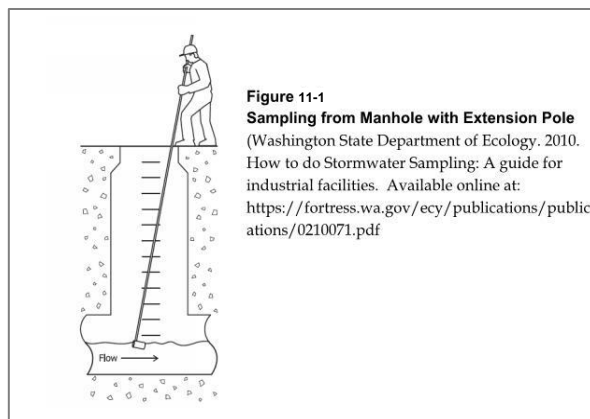 Figure 11-1
Sampling from Manhole with Extension Pole
(Washington State Department of Ecology. 2010.
How to do Stormwater Sampling: A guide for
industrial facilities. Available online at:
https://fortress.wa.gov/ecy/publications/public
ations/0210071.pdf
Flow